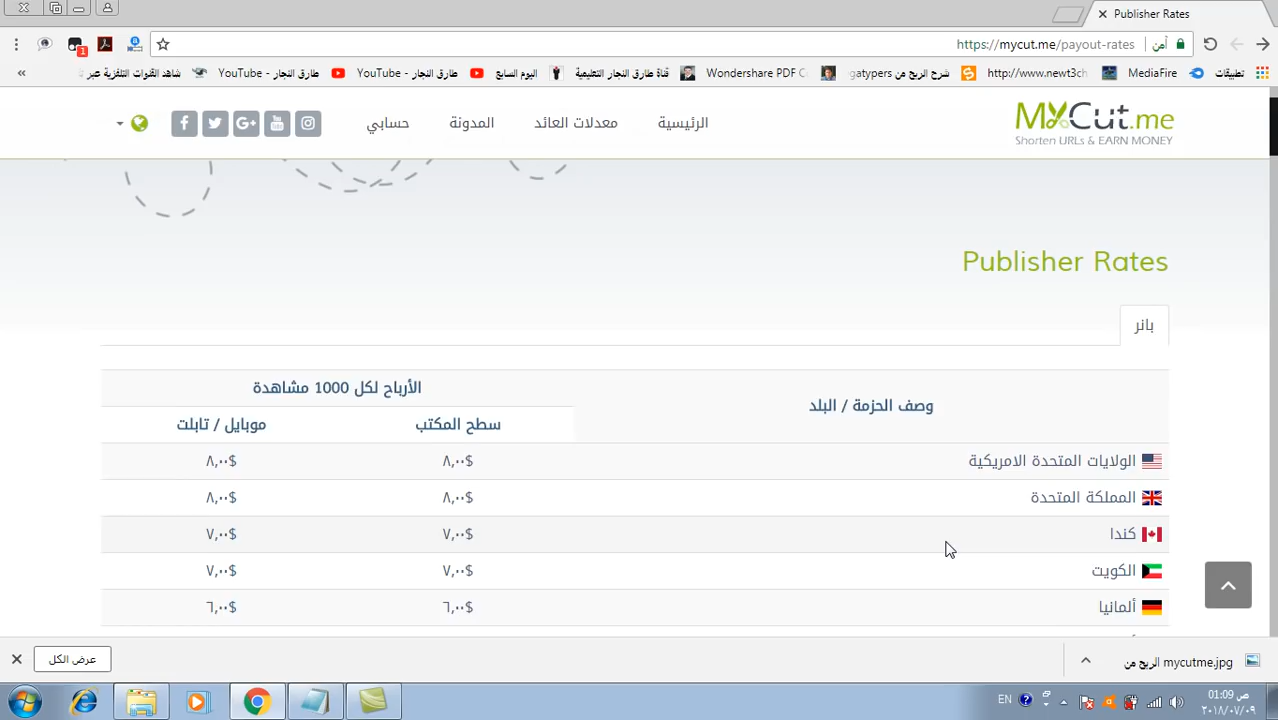 Publisher Rates
https://mycut.me/payout-rates
آمن
تطبيقات
MediaFire
http://www.newt3ch
شرح الربح من gatypers
Wondershare PDF C
قناة طارق النجار التعليمية
اليوم السابع
طارق النجار - YouTube
طارق النجار - YouTube
شاهد القنوات التلفزية عبر
MYCut.me
Shorten URLs & EARN MONEY
الرئيسية
معدلات العائد
المدونة
حسابي
Publisher Rates
بانر
وصف الحزمة / البلد
الأرباح لكل 1000 مشاهدة
سطح المكتب
موبايل / تابلت
الولايات المتحدة الامريكية
٨,٠٠$
٨,٠٠$
المملكة المتحدة
٨,٠٠$
٨,٠٠$
كندا
٧,٠٠$
٧,٠٠$
الكويت
٧,٠٠$
٧,٠٠$
ألمانيا
٦,٠٠$
٦,٠٠$
الربح من mycutme.jpg
عرض الكل
EN
01:09 ص
٢٠١٨/٠٧/٠٩